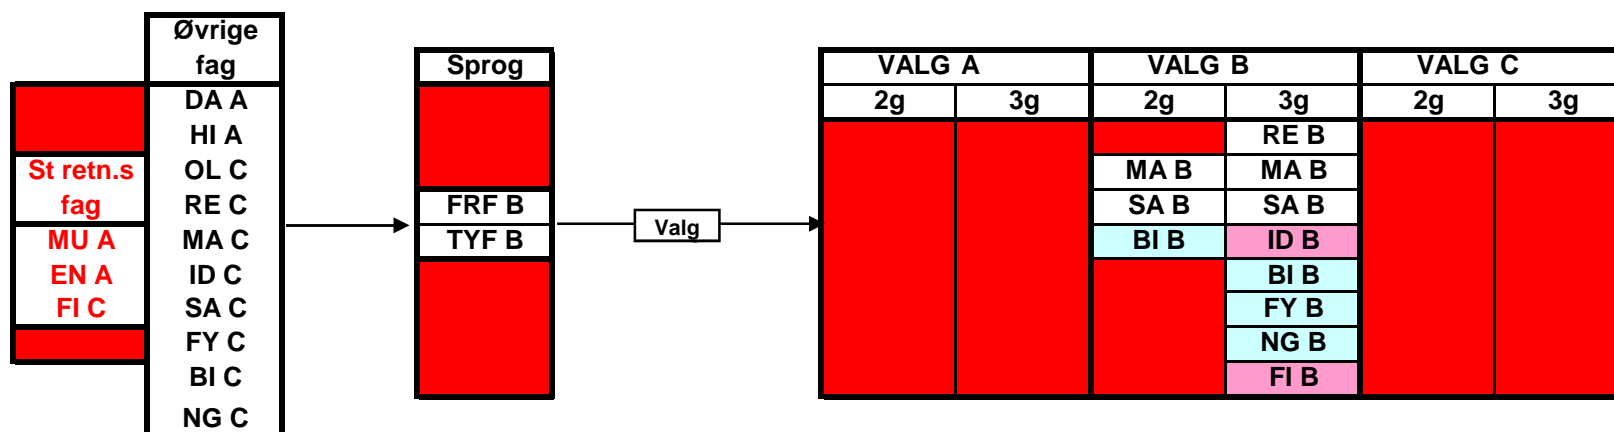 Øvrige
fag
DA A
HI A
OL C
RE C
MA C
ID C
SA C
FY C
BI C
NG C
St retn.s
fag
MU A
EN A
FI C
Sprog
FRF B
TYF B
Valg
VALG A VALG B VALG C
2g 3g 2g 3g 2g 3g
RE B
MA B MA B
SA B SA B
BI B ID B
BI B
FY B
NG B
FI B